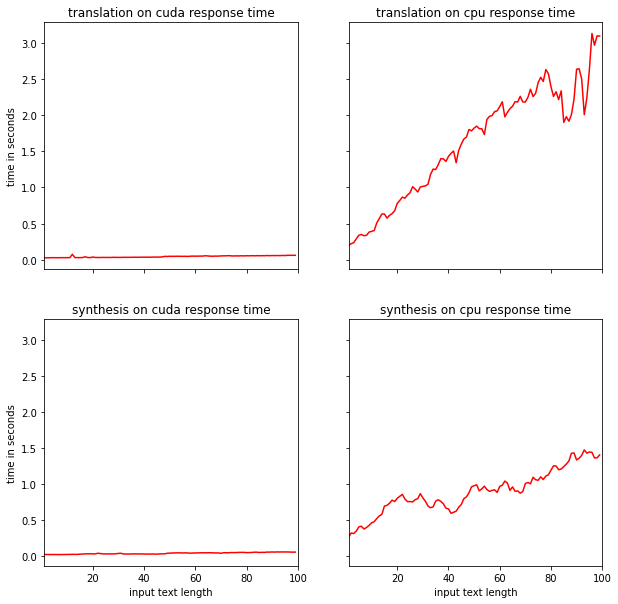 translation on cuda response time
translation on cpu response time
3.0
2.5
2.0
1.5
1.0
0.5
0.0
time in seconds
synthesis on cuda response time
synthesis on cpu response time
3.0
2.5
2.0
1.5
1.0
0.5
0.0
time in seconds
20 40 60 80 100
20 40 60 80 100
input text length
input text length